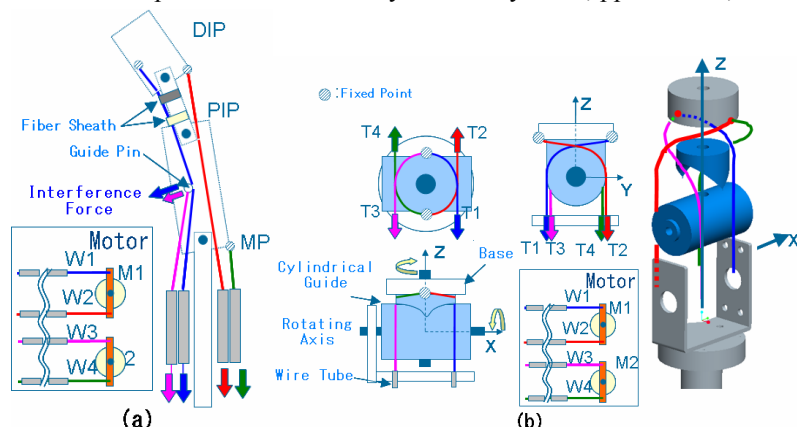 DIP
PIP
Fiber Sheath
Guide Pin
Interference
Force
MP
Motor
W1
M1
W2
W3
2
W4
(a)
:Fixed Point
T4
T2
T3
T1
Z
Y
T1
T3
T4
T2
Z
Base
Cylindrical
Guide
Rotating
Axis
X
Wire Tube
Motor
W1
M1
W2
W3
M2
W4
(b)
Z
X